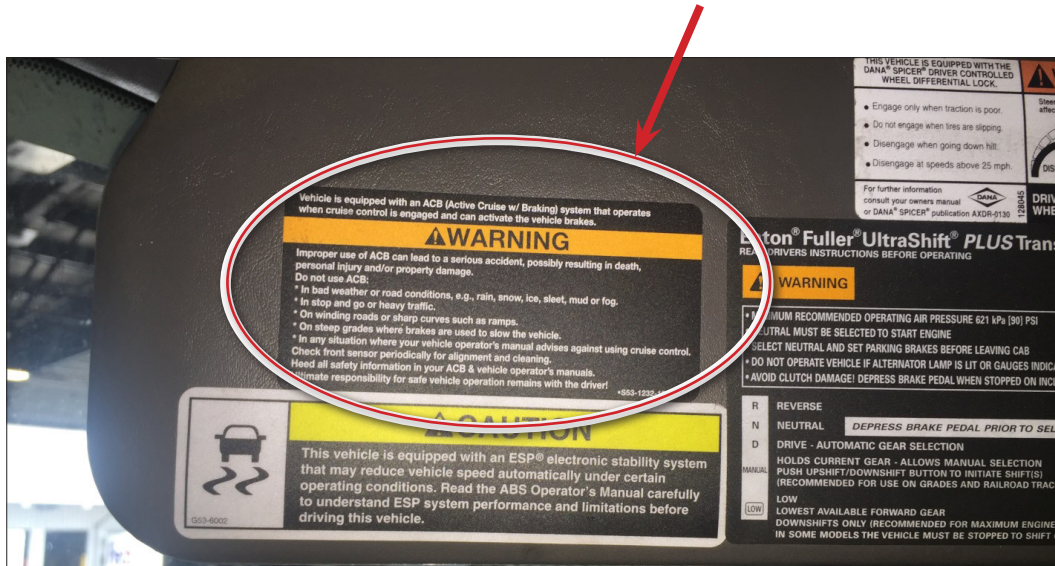 Vehicle is equipped with an ACB (Active Cruise w/ Braking) system that operates
when cruise control is engaged and can activate the vehicle brakes.
WARNING
Improper use of ACB can lead to a serious accident, possibly resulting in death,
personal injury and/or property damage.
Do not use ACB:
* In bad weather or road conditions, e.g., rain, snow, ice, sleet, mud or fog.
* In stop and go or heavy traffic.
* On winding roads or sharp curves such as ramps.
* On steep grades where brakes are used to slow the vehicle.
* In any situation where your vehicle operator's manual advises against using cruise control.
Check front sensor periodically for alignment and cleaning.
Heed all safety information in your ACB & vehicle operator's manuals.
responsibility for safe vehicle operation remains with the driver!
CAUTION
This vehicle is equipped with an ESP® electronic stability system
that may reduce vehicle speed automatically under certain
operating conditions. Read the ABS Operator's Manual carefully
to understand ESP system performance and limitations before
driving this vehicle.
G53-6002
THIS VEHICLE IS EQUIPPED WITH THE
DANA® SPICER® DRIVER CONTROLLED
WHEEL DIFFERENTIAL LOCK.
• Engage only when traction is poor.
• Do not engage when tires are slipping.
• Disengage when going down hill.
• Disengage at speeds above 25 mph.
For further information
consult your owners manual
or DANA® SPICER® publication AXDR-0130
DANA
128045
Fuller® UltraShift® PLUS
DRIVERS INSTRUCTIONS BEFORE OPERATING
WARNING
RECOMMENDED OPERATING AIR PRESSURE 621 kPa [90] PSI
MUST BE SELECTED TO START ENGINE
SELECT NEUTRAL AND SET PARKING BRAKES BEFORE LEAVING CAB
• DO NOT OPERATE VEHICLE IF ALTERNATOR LAMP IS LIT OR GAUGES
• AVOID CLUTCH DAMAGE! DEPRESS BRAKE PEDAL WHEN STOPPED ON
R REVERSE
N NEUTRAL DEPRESS BRAKE PEDAL PRIOR TO
D DRIVE - AUTOMATIC GEAR SELECTION
MANUAL HOLDS CURRENT GEAR - ALLOWS MANUAL SELECTION
PUSH UPSHIFT/DOWNSHIFT BUTTON TO INITIATE SHIFT(S)
(RECOMMENDED FOR USE ON GRADES AND RAILROAD
LOW LOW
LOWEST AVAILABLE FORWARD GEAR
DOWNSHIFTS ONLY (RECOMMENDED FOR MAXIMUM
IN SOME MODELS THE VEHICLE MUST BE STOPPED TO SHIFT